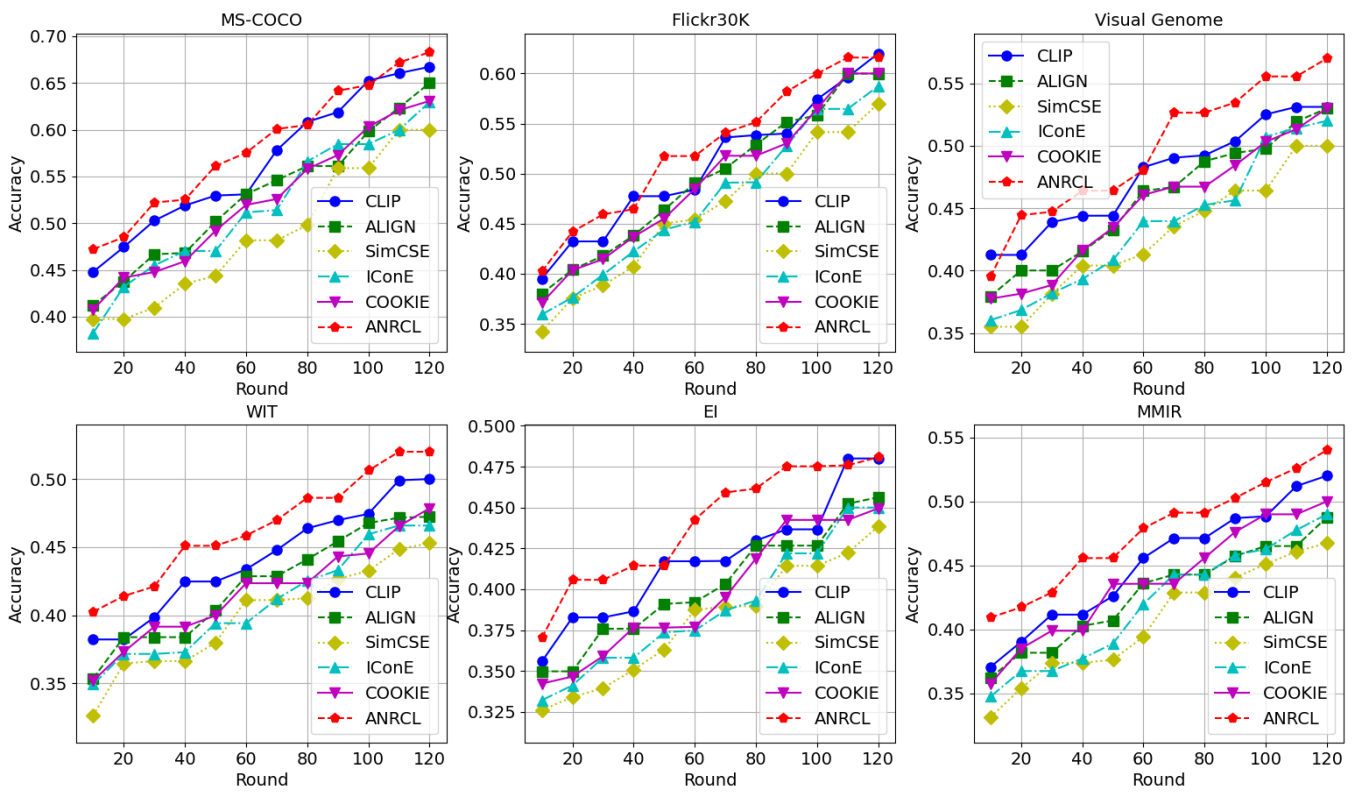 MS-COCO
Accuracy
0.70
0.65
0.60
0.55
0.50
0.45
0.40
20 40 60 80 100 120
Round
CLIP
ALIGN
SimCSE
IConE
COOKIE
ANRCL
Flickr30K
Accuracy
0.60
0.55
0.50
0.45
0.40
0.35
20 40 60 80 100 120
Round
CLIP
ALIGN
SimCSE
IConE
COOKIE
ANRCL
Visual Genome
Accuracy
0.55
0.50
0.45
0.40
0.35
20 40 60 80 100 120
Round
CLIP
ALIGN
SimCSE
IConE
COOKIE
ANRCL
WIT
Accuracy
0.50
0.45
0.40
0.35
20 40 60 80 100 120
Round
CLIP
ALIGN
SimCSE
IConE
COOKIE
ANRCL
EI
Accuracy
0.500
0.475
0.450
0.425
0.400
0.375
0.350
0.325
20 40 60 80 100 120
Round
CLIP
ALIGN
SimCSE
IConE
COOKIE
ANRCL
MMIR
Accuracy
0.55
0.50
0.45
0.40
0.35
20 40 60 80 100 120
Round
CLIP
ALIGN
SimCSE
IConE
COOKIE
ANRCL